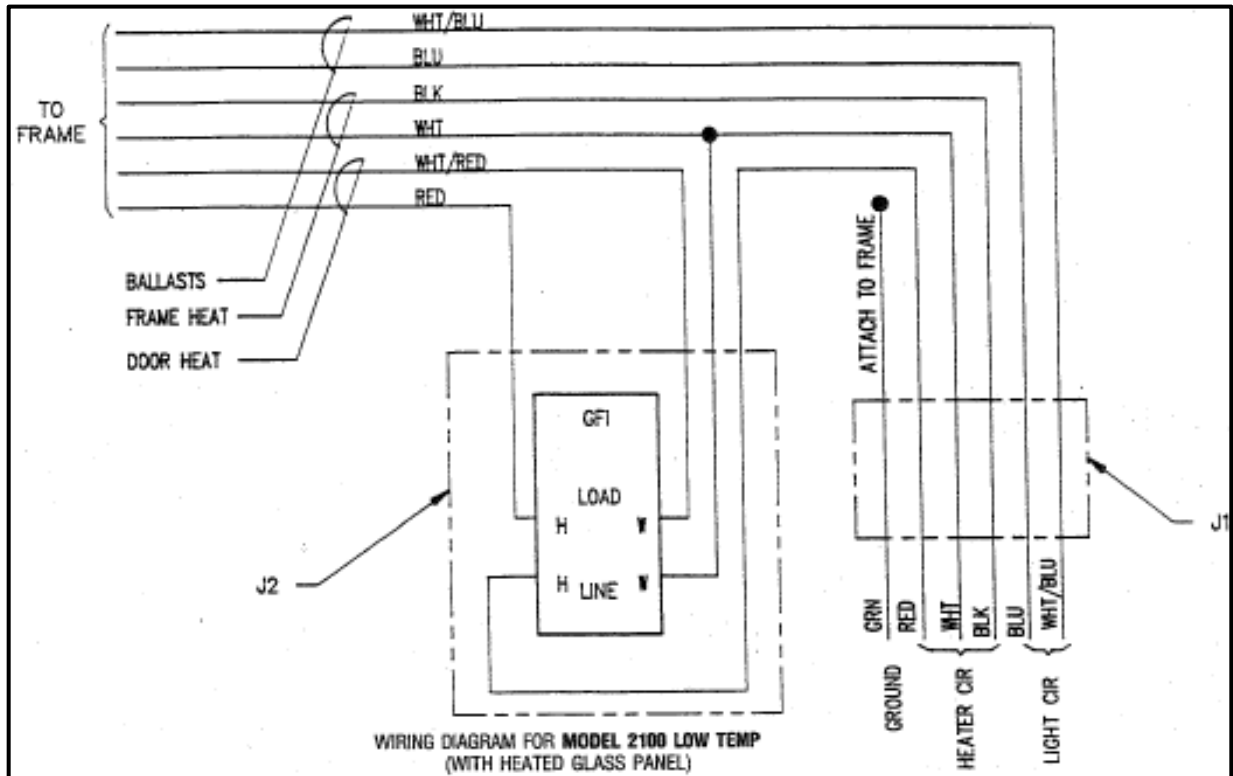 WHT/BLU
BLU
BLK
WHT
WHT/RED
RED
TO
FRAME
BALLASTS
FRAME HEAT
DOOR HEAT
ATTACH TO FRAME
GFI
LOAD
H W
H LINE W
J2
J1
GRN
RED
WHT
BLK
BLU
WHT/BLU
GROUND
HEATER CIR
LIGHT CIR
WIRING DIAGRAM FOR MODEL 2100 LOW TEMP
(WITH HEATED GLASS PANEL)